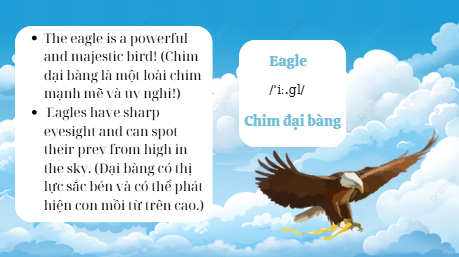 • The eagle is a powerful
and majestic bird! (Chim
đại bàng là một loài chim
mạnh mẽ và uy nghi!)
• Eagles have sharp
eyesight and can spot
their prey from high in
the sky. (Đại bàng có thị
lực sắc bén và có thể phát
hiện con mồi từ trên cao.)
Eagle
/ˈiː.ɡl/
Chim đại bàng